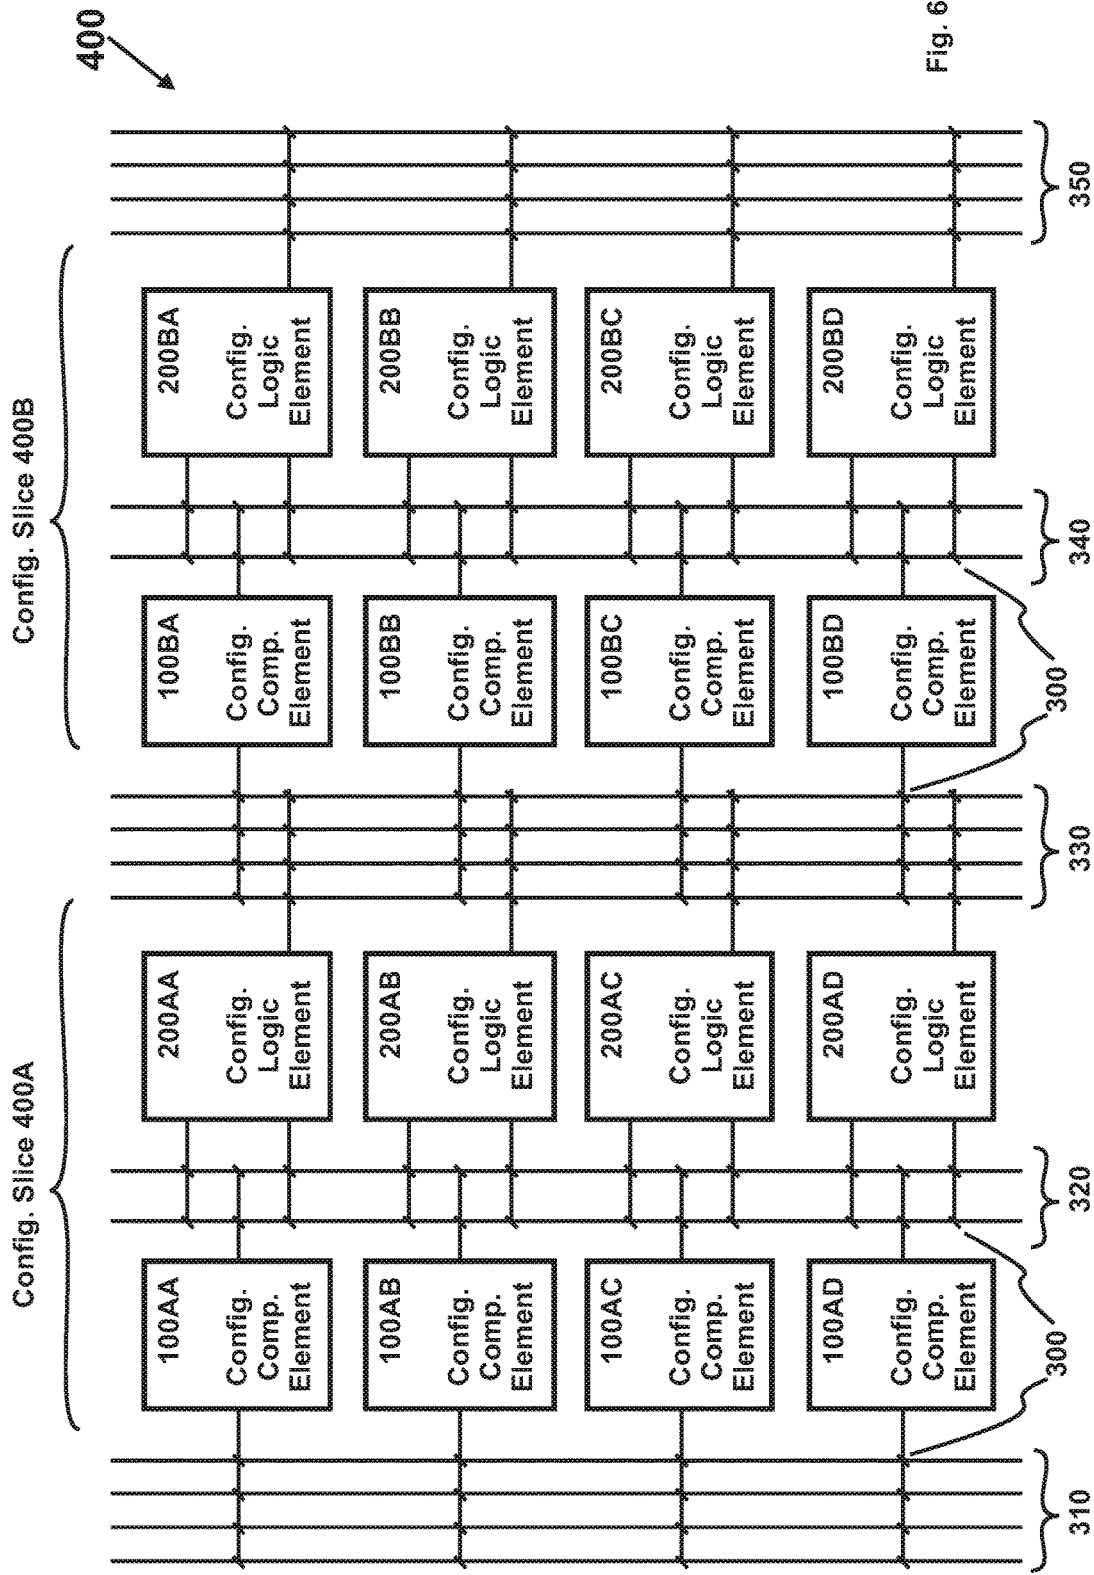 400
Config. Slice 400A
Config. Slice 400B
100AA
Config.
Comp.
Element
200AA
Config.
Logic
Element
100BA
Config.
Comp.
Element
200BA
Config.
Logic
Element
100AB
Config.
Comp.
Element
200AB
Config.
Logic
Element
100BB
Config.
Comp.
Element
200BB
Config.
Logic
Element
100AC
Config.
Comp.
Element
200AC
Config.
Logic
Element
100BC
Config.
Comp.
Element
200BC
Config.
Logic
Element
100AD
Config.
Comp.
Element
200AD
Config.
Logic
Element
100BD
Config.
Comp.
Element
200BD
Config.
Logic
Element
300
300
310
320
330
340
350
Fig. 6